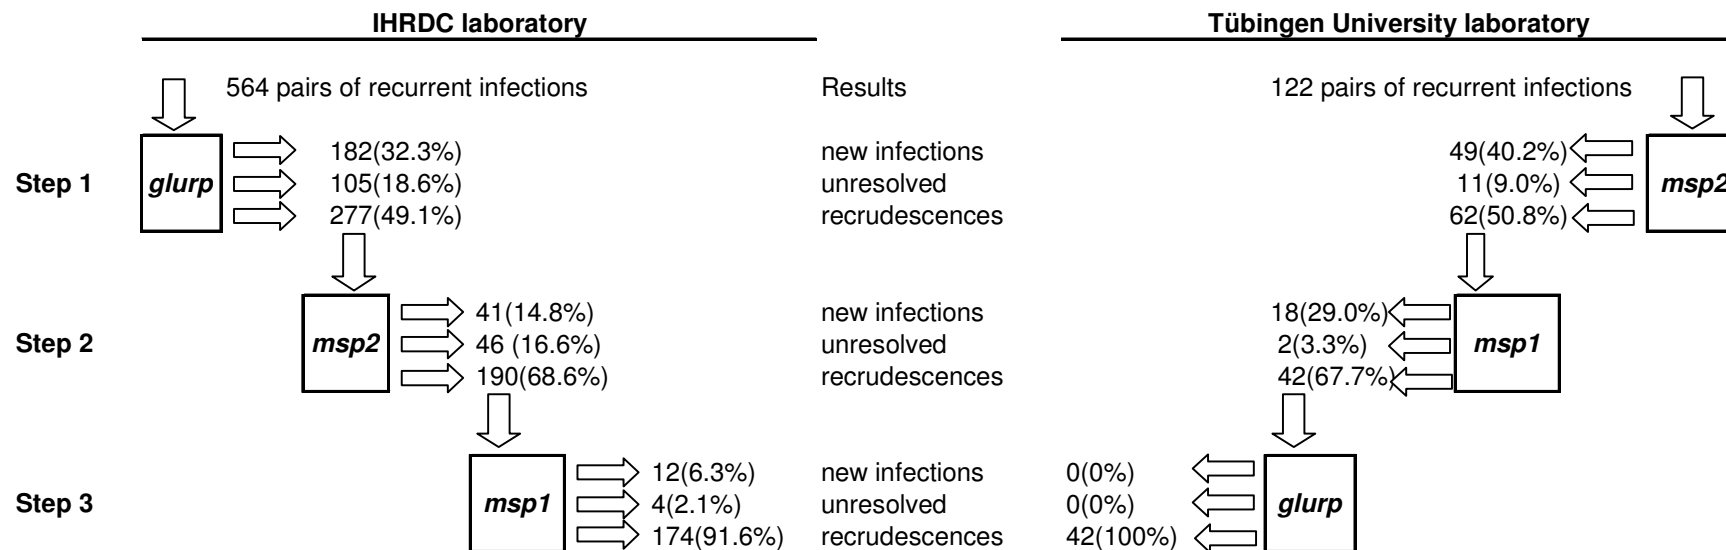 IHRDC laboratory Tübingen University laboratory
564 pairs of recurrent infections Results 122 pairs of recurrent infections
182(32.3%) new infections 49(40.2%)
Step 1 glurp 105(18.6%) unresolved 11(9.0%) msp2
277(49.1%) recrudescences 62(50.8%)
41(14.8%) new infections 18(29.0%)
Step 2 msp2 46 (16.6%) unresolved 2(3.3%) msp1
190(68.6%) recrudescences 42(67.7%)
12(6.3%) new infections 0(0%)
Step 3 msp1 4(2.1%) unresolved 0(0%) glurp
174(91.6%) recrudescences 42(100%)